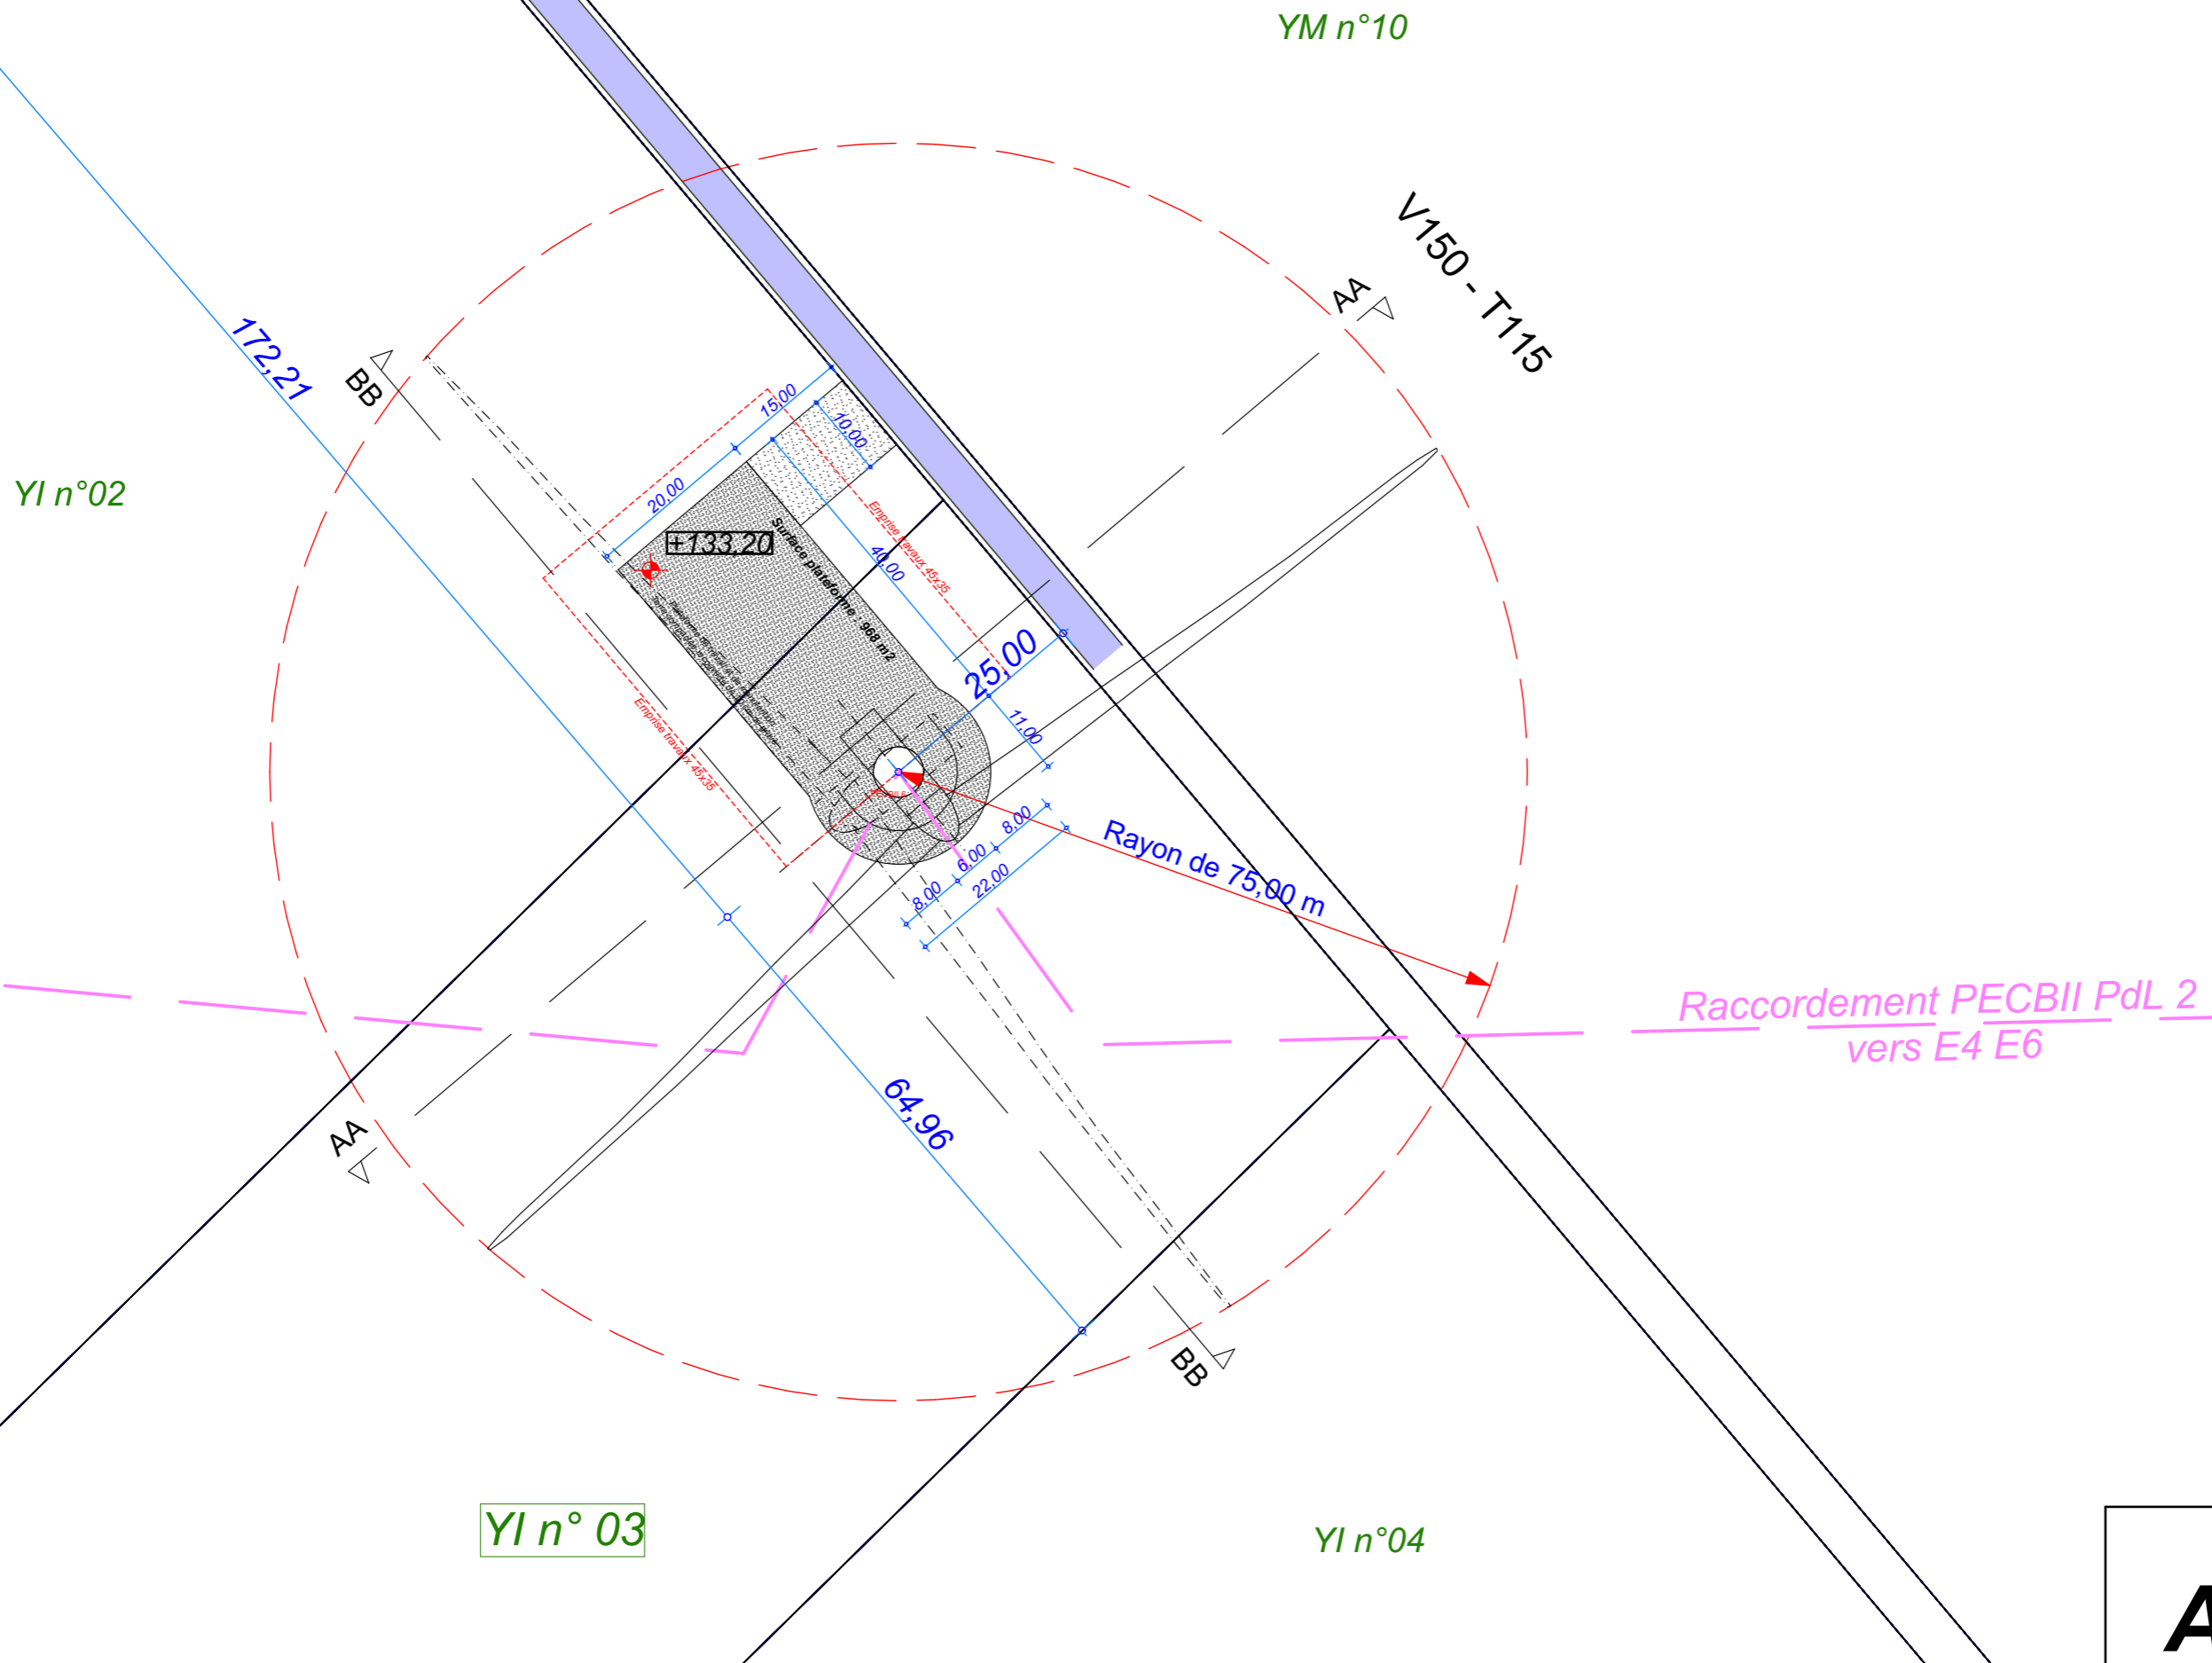 YM n°10
V150 - T115
AA
172,21
BB
15,00
10,00
YI n°02
20,00
+133,20
Surface plateforme : 968 m2
Emprise travaux 45x35
40,00
25,00
Emprise travaux 45x35
11,00
8,00
6,00
8,00
22,00
Rayon de 75,00 m
Raccordement PECBII PdL 2
vers E4 E6
64,96
AA
BB
YI n° 03
YI n°04
A